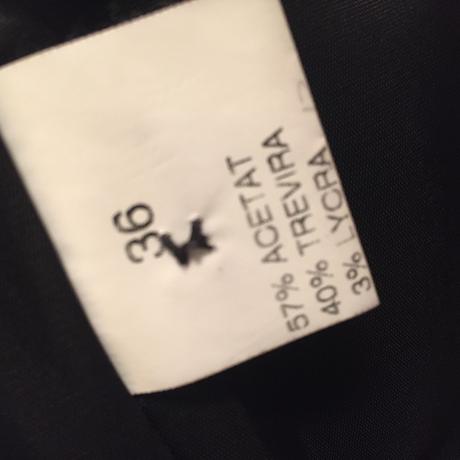 36
57% ACETAT
40% TREVIRA
3% LYCRA